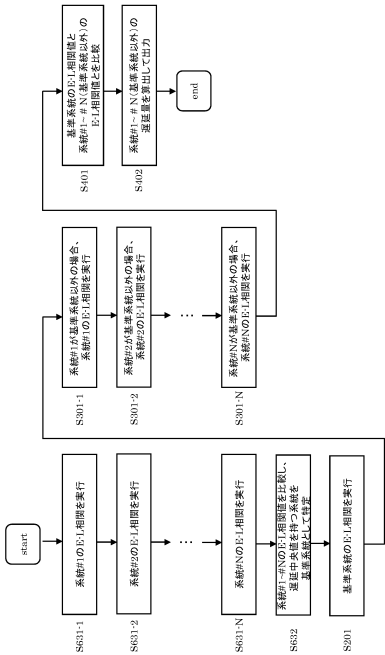 start
S631-1
系統#1のE-L相関を実行
S631-2
系統#2のE-L相関を実行
…
S631-N
系統#NのE-L相関を実行
S632
系統#1~#NのE-L相関値を比較し、
遅延中央値を持つ系統を
基準系統として特定
S201
基準系統のE-L相関を実行
S301-1
系統#1が基準系統以外の場合、
系統#1のE-L相関を実行
S301-2
系統#2が基準系統以外の場合、
系統#2のE-L相関を実行
…
S301-N
系統#Nが基準系統以外の場合、
系統#NのE-L相関を実行
S401
基準系統のE-L相関値と
系統#1~#N(基準系統以外)の
E-L相関値とを比較
S402
系統#1~#N(基準系統以外)の
遅延量を算出して出力
end